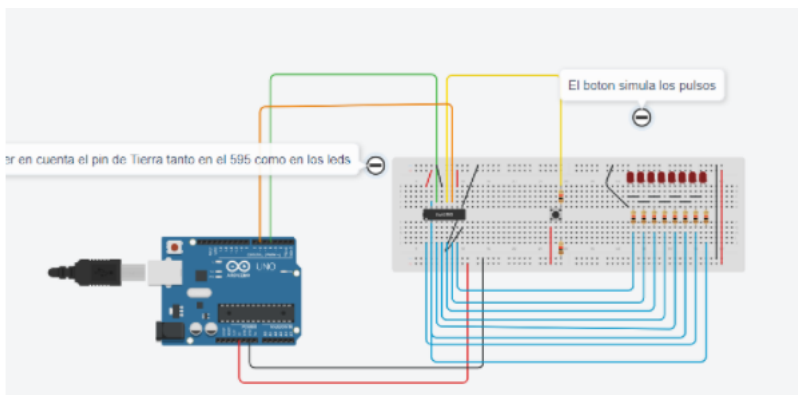 El boton simula los pulsos
er en cuenta el pin de Tierra tanto en el 595 como en los leds
UNO